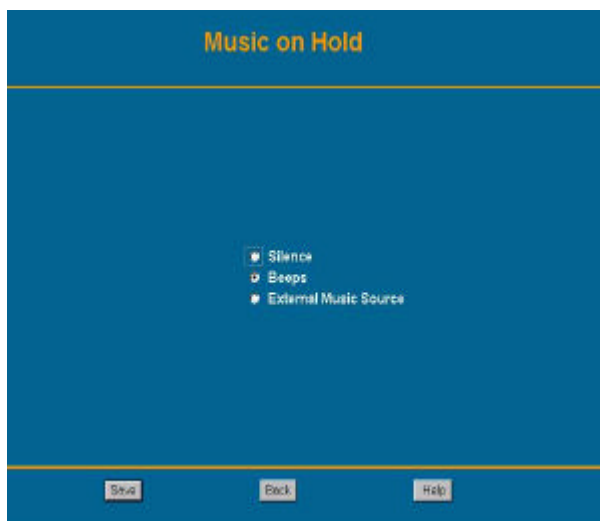 Music on Hold
Silence
Beeps
External Music Source
Save Back Help